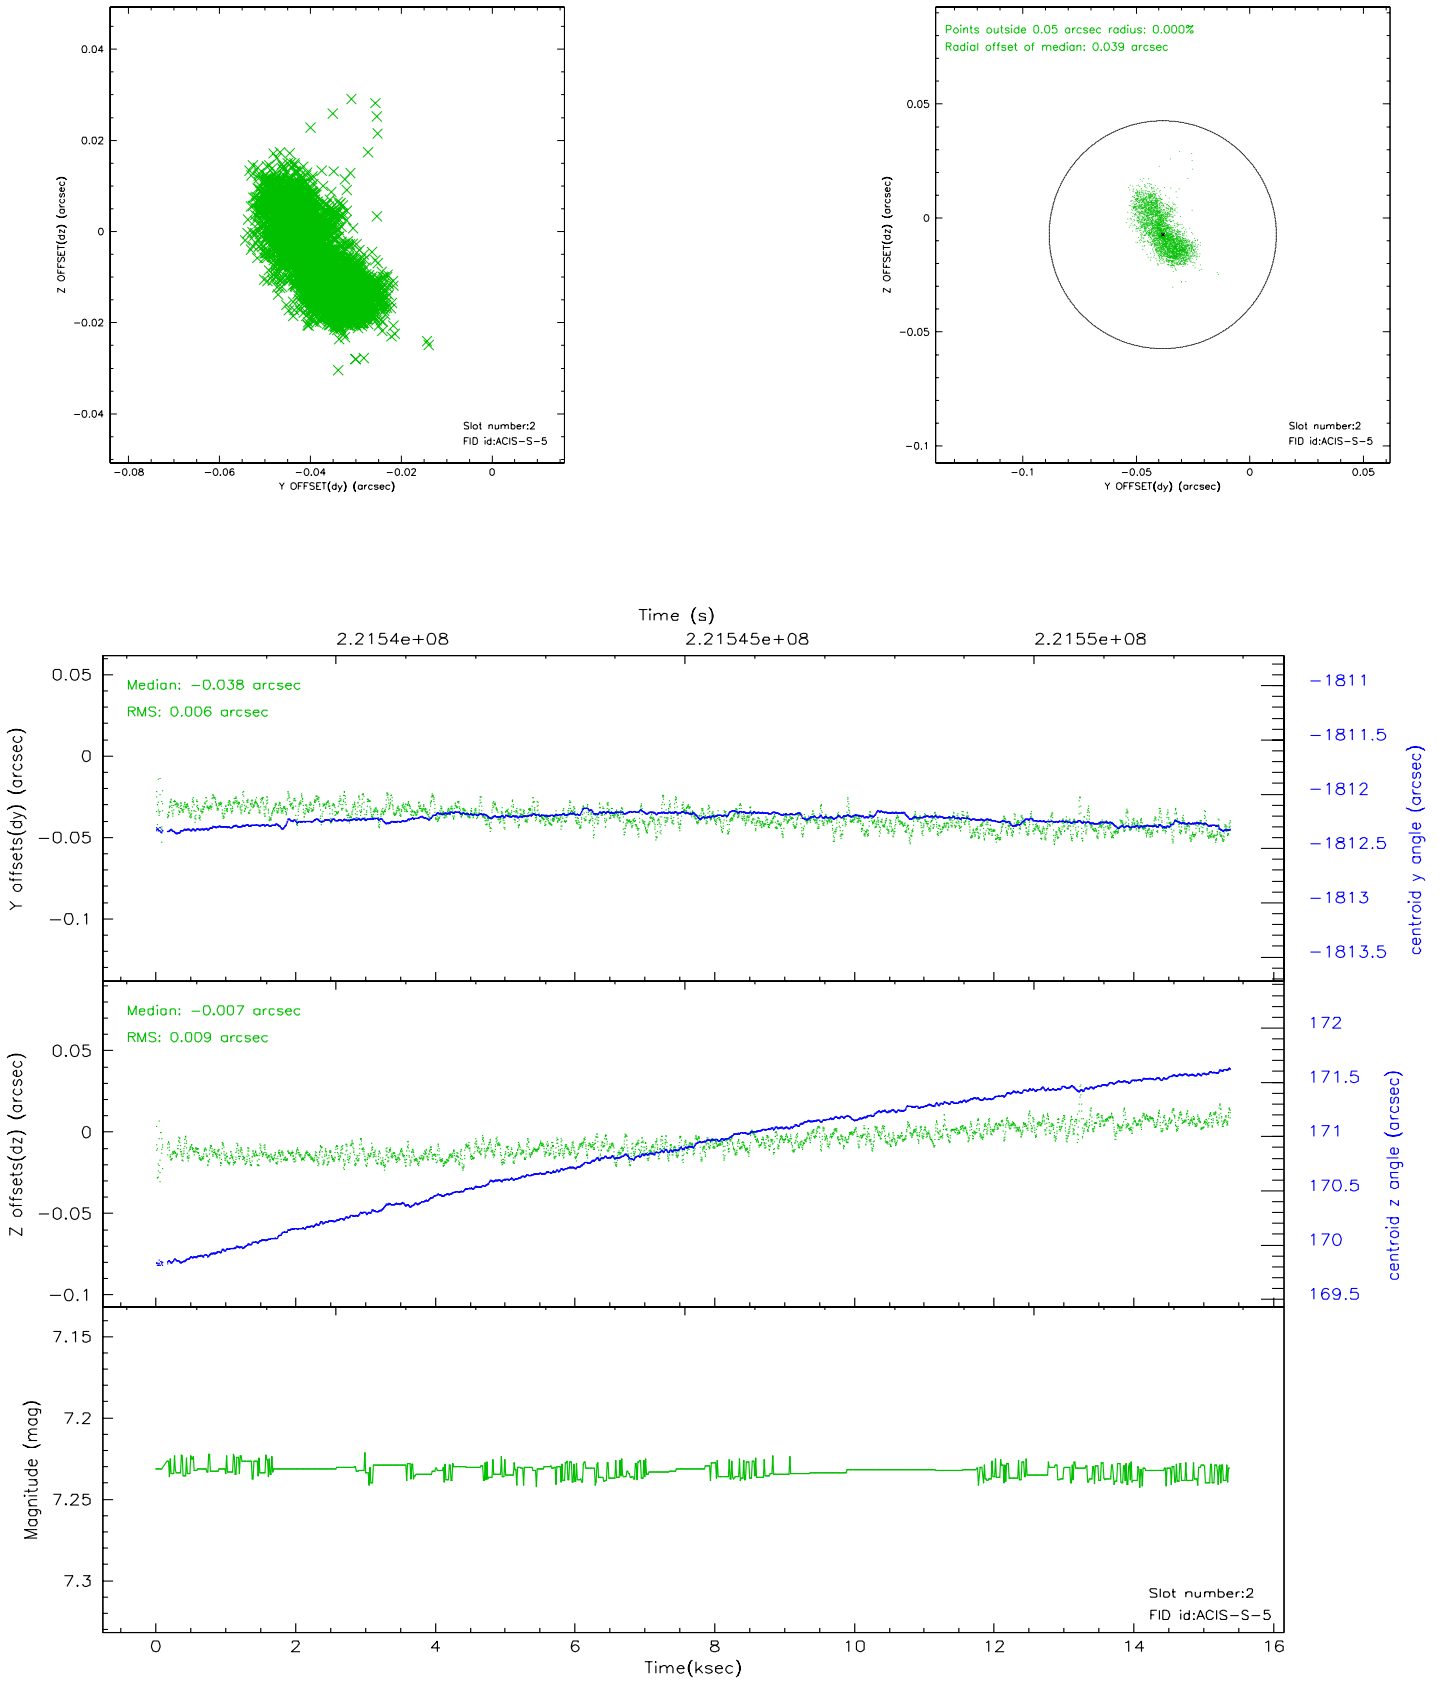 Points outside 0.05 arcsec radius: 0.000%
Radial offset of median: 0.039 arcsec
0.04
0.02
0
−0.02
−0.04
Z OFFSET(dz) (arcsec)
Slot number:2
FID id:ACIS−S−5
−0.08 −0.06 −0.04 −0.02 0
Y OFFSET(dy) (arcsec)
0.05
0
−0.05
−0.1
Z OFFSET(dz) (arcsec)
Slot number:2
FID id:ACIS−S−5
−0.1 −0.05 0 0.05
Y OFFSET(dy) (arcsec)
Time (s)
2.2154e+08 2.21545e+08 2.2155e+08
Median: −0.038 arcsec
RMS: 0.006 arcsec
0.05
0
−0.05
−0.1
Y offsets(dy) (arcsec)
−1811
−1811.5
−1812
−1812.5
−1813
−1813.5
centroid y angle (arcsec)
Median: −0.007 arcsec
RMS: 0.009 arcsec
0.05
0
−0.05
−0.1
Z offsets(dz) (arcsec)
172
171.5
171
170.5
170
169.5
centroid z angle (arcsec)
7.15
7.2
7.25
7.3
Magnitude (mag)
Slot number:2
FID id:ACIS−S−5
0 2 4 6 8 10 12 14 16
Time(ksec)